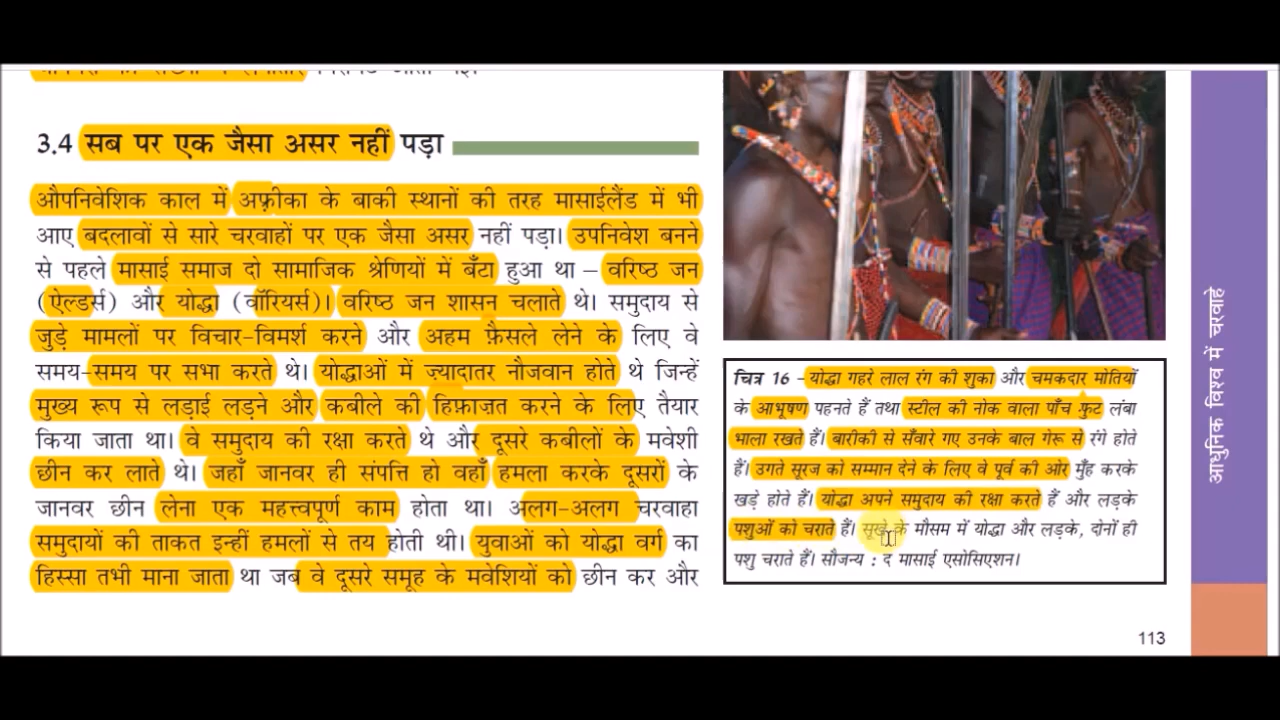 3.4 सब पर एक जैसा असर नहीं पड़ा
औपनिवेशिक काल में अफ़्रीका के बाकी स्थानों की तरह मासाईलैंड में भी
आए बदलावों से सारे चरवाहों पर एक जैसा असर नहीं पड़ा। उपनिवेश बनने
से पहले मासाई समाज दो सामाजिक श्रेणियों में बँटा हुआ था – वरिष्ठ जन
(ऐल्डर्स) और योद्धा (वॉरियर्स)। वरिष्ठ जन शासन चलाते थे। समुदाय से
जुड़े मामलों पर विचार-विमर्श करने और अहम फ़ैसले लेने के लिए वे
समय-समय पर सभा करते थे। योद्धाओं में ज़्यादातर नौजवान होते थे जिन्हें
मुख्य रूप से लड़ाई लड़ने और कबीले की हिफ़ाजत करने के लिए तैयार
किया जाता था। वे समुदाय की रक्षा करते थे और दूसरे कबीलों के मवेशी
छीन कर लाते थे। जहाँ जानवर ही संपत्ति हो वहाँ हमला करके दूसरों के
जानवर छीन लेना एक महत्त्वपूर्ण काम होता था। अलग-अलग चरवाहा
समुदायों की ताकत इन्हीं हमलों से तय होती थी। युवाओं को योद्धा वर्ग का
हिस्सा तभी माना जाता था जब वे दूसरे समूह के मवेशियों को छीन कर और
चित्र 16 – योद्धा गहरे लाल रंग की शुका और चमकदार मोतियों
के आभूषण पहनते हैं तथा स्टील की नोक वाला पाँच फ़ुट लंबा
भाला रखते हैं। बारीकी से सँवारे गए उनके बाल गेरू से रंगे होते
हैं। उगते सूरज को सम्मान देने के लिए वे पूर्व की ओर मुँह करके
खड़े होते हैं। योद्धा अपने समुदाय की रक्षा करते हैं और लड़के
पशुओं को चराते हैं। सूखे के मौसम में योद्धा और लड़के, दोनों ही
पशु चराते हैं। सौजन्य : द मासाई एसोसिएशन।
आधुनिक विश्व में चरवाहे
113